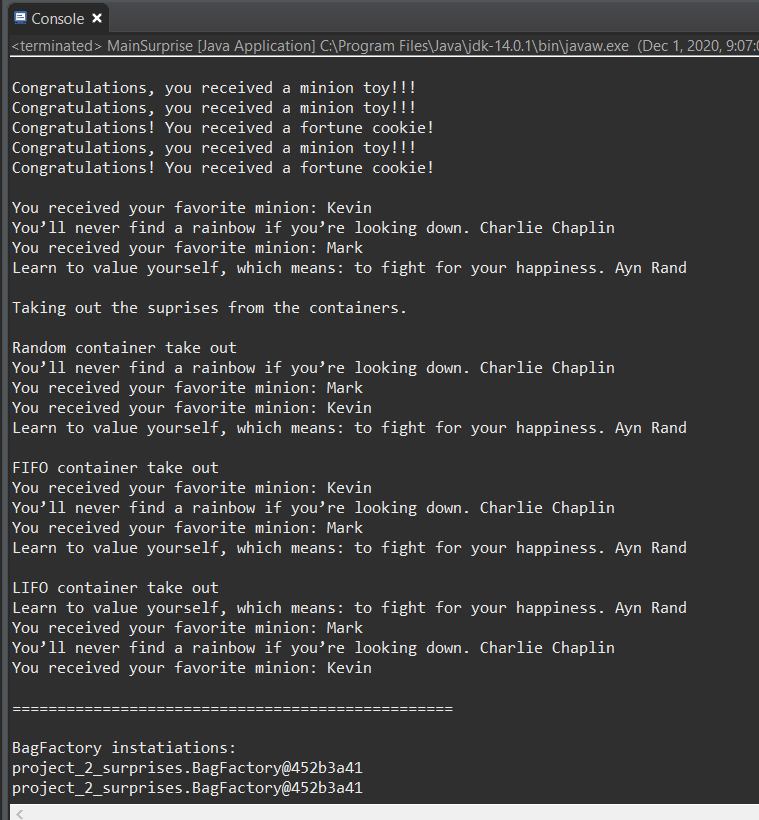 Console
<terminated> MainSurprise [Java Application] C:\Program Files\Java\jdk-14.0.1\bin\javaw.exe (Dec 1, 2020, 9:07:
Congratulations, you received a minion toy!!!
Congratulations, you received a minion toy!!!
Congratulations! You received a fortune cookie!
Congratulations, you received a minion toy!!!
Congratulations! You received a fortune cookie!
You received your favorite minion: Kevin
You’ll never find a rainbow if you’re looking down. Charlie Chaplin
You received your favorite minion: Mark
Learn to value yourself, which means: to fight for your happiness. Ayn Rand
Taking out the suprises from the containers.
Random container take out
You’ll never find a rainbow if you’re looking down. Charlie Chaplin
You received your favorite minion: Mark
You received your favorite minion: Kevin
Learn to value yourself, which means: to fight for your happiness. Ayn Rand
FIFO container take out
You received your favorite minion: Kevin
You’ll never find a rainbow if you’re looking down. Charlie Chaplin
You received your favorite minion: Mark
Learn to value yourself, which means: to fight for your happiness. Ayn Rand
LIFO container take out
Learn to value yourself, which means: to fight for your happiness. Ayn Rand
You received your favorite minion: Mark
You’ll never find a rainbow if you’re looking down. Charlie Chaplin
You received your favorite minion: Kevin
=================================================
BagFactory instatiations:
project_2_surprises.BagFactory@452b3a41
project_2_surprises.BagFactory@452b3a41